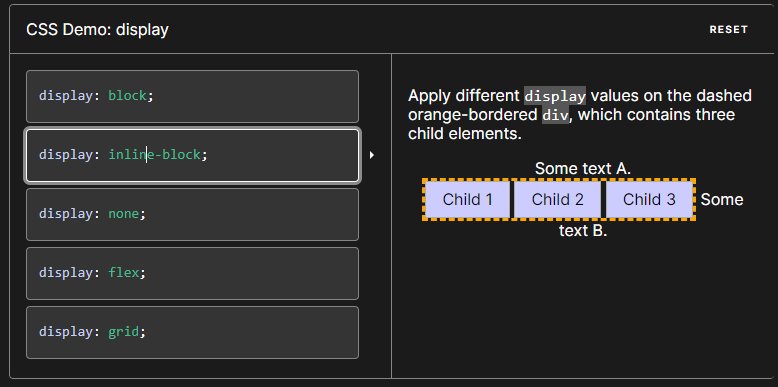 CSS Demo: display
RESET
display: block;
display: inline-block;
display: none;
display: flex;
display: grid;
Apply different display values on the dashed
orange-bordered div, which contains three
child elements.
Some text A.
Child 1 Child 2 Child 3 Some
text B.